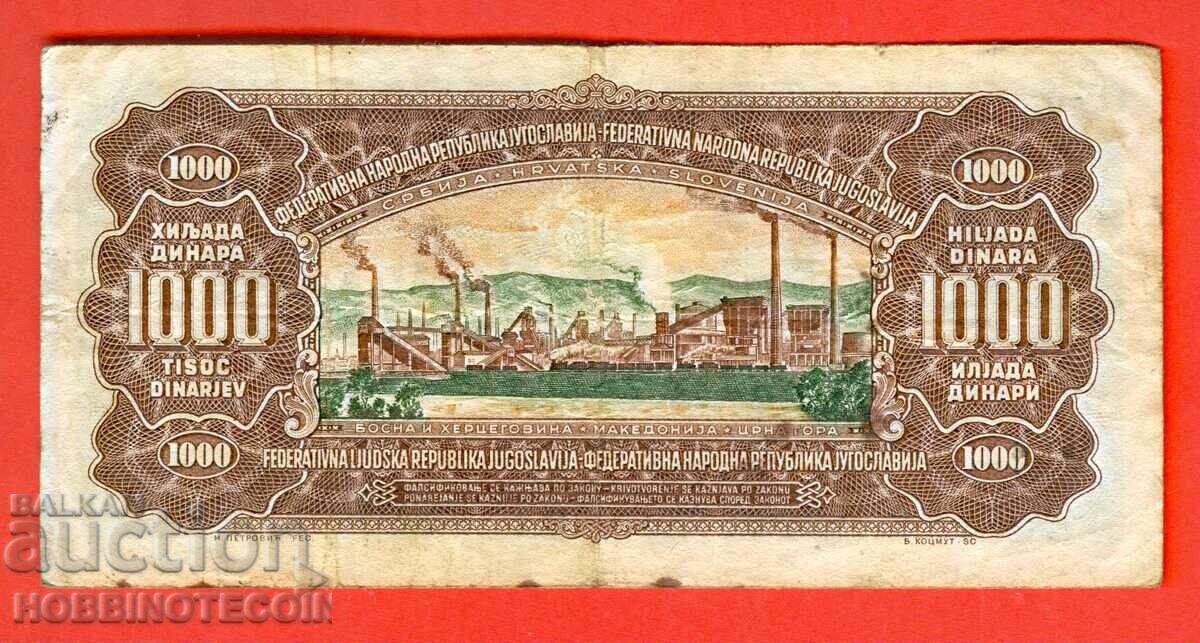 ФЕДЕРАТИВНА НАРОДНА РЕПУБЛИКА ЈУГОСЛАВИЈА-FEDERATIVNA NARODNA REPUBLIKA JUGOSLAVIJA
СРБИЈА • HRVATSKA • SLOVENIJA
1000
1000
ХИЉАДА
ДИНАРА
1000
TISOČ
DINARJEV
HILJADA
DINARA
1000
ИЛЈАДА
ДИНАРИ
БОСНА И ХЕРЦЕГОВИНА • МАКЕДОНИЈА • ЦРНА ГОРА
FEDERATIVNA LJUDSKA REPUBLIKA JUGOSLAVIJA-ФЕДЕРАТИВНА НАРОДНА РЕПУБЛИКА ЈУГОСЛАВИЈА
1000
1000
ФАЛСИФИКОВАЊЕ СЕ КАЖЊАВА ПО ЗАКОНУ-KRIVOTVORENJE SE KAŽNJAVA PO ZAKONU
PONAREJANJE SE KAZNUJE PO ZAKONU-ФАЛСИФИКУВАЊЕТО СЕ КАЗНУВА СПОРЕД ЗАКОНОТ
М. ПЕТРОВИЋ FEC
Б. КОЦМУТ-SC
BALKAN
auction
HOBBINOTECOIN